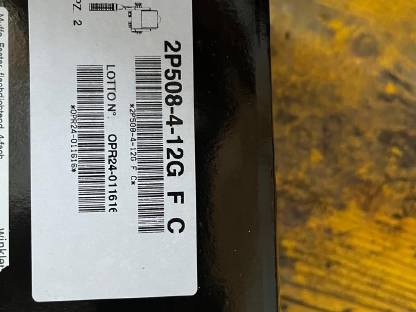 PZ. 2
2P508-4-12G F C
*2P508-4-12G F C*
LOTTO N°: OPR24-011616
*OPR24-011616*